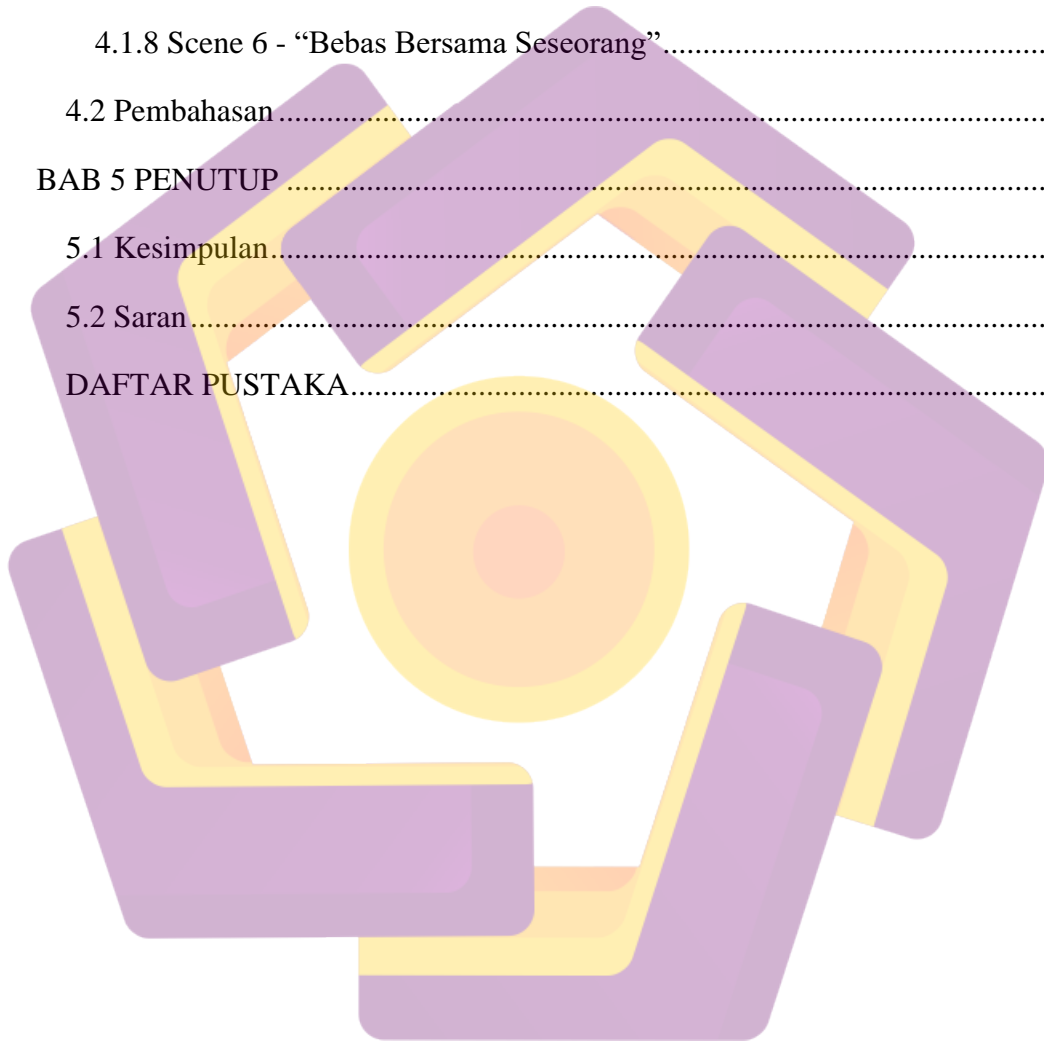 4.1.8 Scene 6 - “Bebas Bersama Seseorang”................................................
4.2 Pembahasan................................................................................................
BAB 5 PENUTUP ...............................................................................................
5.1 Kesimpulan.................................................................................................
5.2 Saran...........................................................................................................
DAFTAR PUSTAKA.......................................................................................